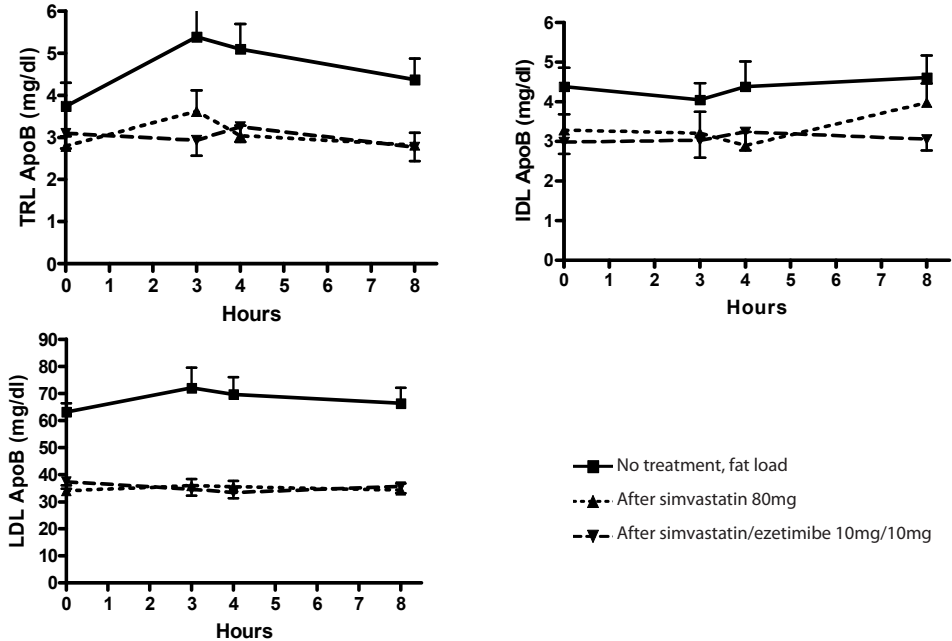 TRL ApoB (mg/dl)
6
5
4
3
2
1
0
0 1 2 3 4 5 6 7 8
Hours
IDL ApoB (mg/dl)
6
5
4
3
2
1
0
0 1 2 3 4 5 6 7 8
Hours
LDL ApoB (mg/dl)
90
80
70
60
50
40
30
20
10
0
0 1 2 3 4 5 6 7 8
Hours
No treatment, fat load
After simvastatin 80mg
After simvastatin/ezetimibe 10mg/10mg